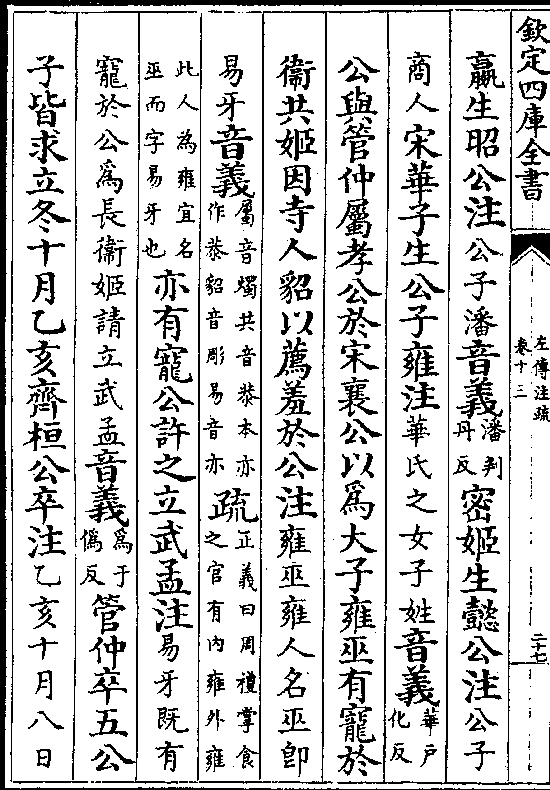 欽定四庫全書
左傳注疏
卷十三
二十七
嬴生昭公注公子潘音義潘判丹反密姬生懿公注公子
商人宋華子生公子雍注華氏之女子姓音義華戶化反
公與管仲屬孝公於宋襄公以爲大子雍巫有寵於
衞共姬因寺人貂以薦羞於公注雍巫雍人名巫即
易牙音義屬音燭共音恭本亦作恭貂音彫易音亦疏正義曰周禮掌食之官有內雍外雍
此人為雍宜名巫而字易牙也亦有寵公許之立武孟注易牙既有
寵於公爲長衞姬請立武孟音義爲于僞反管仲卒五公
子皆求立冬十月乙亥齊桓公卒注乙亥十月八日